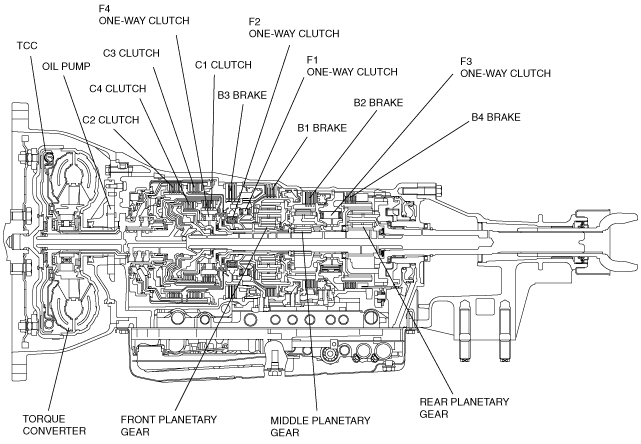 F4
ONE-WAY CLUTCH
F2
ONE-WAY CLUTCH
TCC
C3 CLUTCH
F1
ONE-WAY CLUTCH
F3
ONE-WAY CLUTCH
OIL PUMP
C1 CLUTCH
C4 CLUTCH
B3 BRAKE
B2 BRAKE
C2 CLUTCH
B1 BRAKE
B4 BRAKE
TORQUE
CONVERTER
FRONT PLANETARY
GEAR
MIDDLE PLANETARY
GEAR
REAR PLANETARY
GEAR